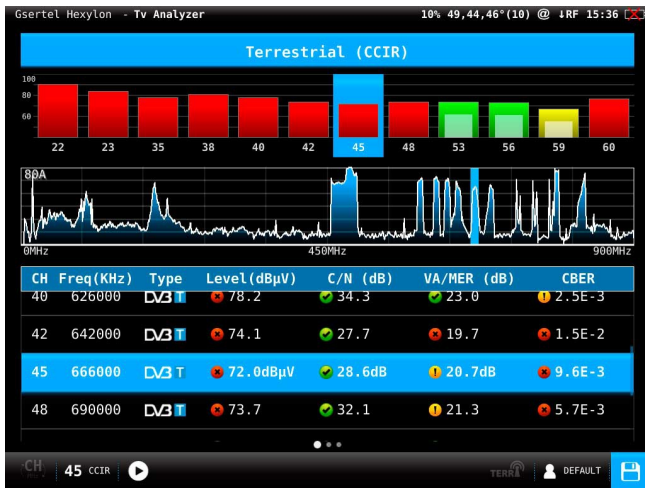 Gsertel Hexylon - Tv Analyzer 10% 49,44,46°(10) @ ↓RF 15:36
Terrestrial (CCIR)
100
80
60
22 23 35 38 40 42 45 48 53 56 59 60
80A
0MHz 450MHz 900MHz
CH Freq(KHz) Type Level(dBµV) C/N (dB) VA/MER (dB) CBER
40 626000 DVB T 78.2 34.3 23.0 2.5E-3
42 642000 DVB T 74.1 27.7 19.7 1.5E-2
45 666000 DVB T 72.0dBµV 28.6dB 20.7dB 9.6E-3
48 690000 DVB T 73.7 32.1 21.3 5.7E-3
CH 45 CCIR TERRA DEFAULT